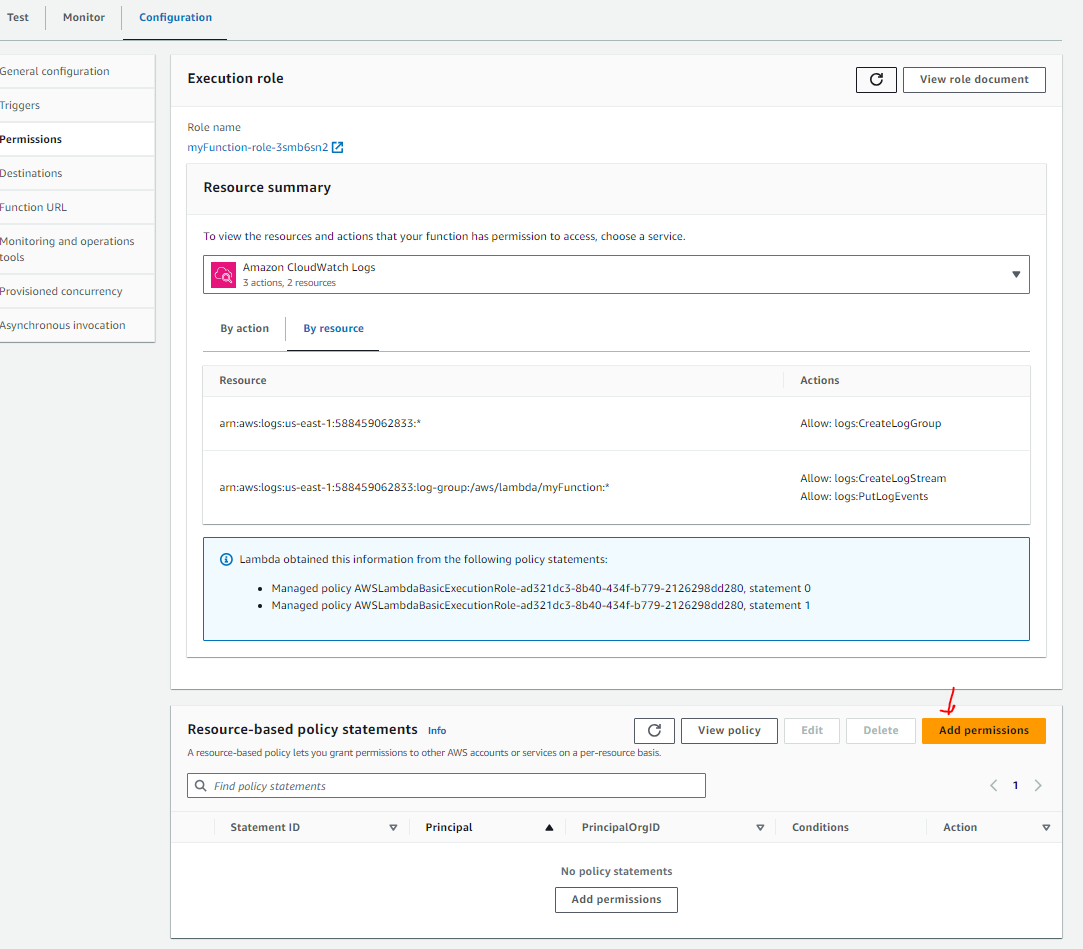 Test
Monitor
Configuration
General configuration
Triggers
Permissions
Destinations
Function URL
Monitoring and operations
tools
Provisioned concurrency
Asynchronous invocation
Execution role
View role document
Role name
myFunction-role-3smb6sn2
Resource summary
To view the resources and actions that your function has permission to access, choose a service.
Amazon CloudWatch Logs
3 actions, 2 resources
By action
By resource
Resource
Actions
arn:aws:logs:us-east-1:588459062833:*
Allow: logs:CreateLogGroup
arn:aws:logs:us-east-1:588459062833:log-group:/aws/lambda/myFunction:*
Allow: logs:CreateLogStream
Allow: logs:PutLogEvents
Lambda obtained this information from the following policy statements:
Managed policy AWSLambdaBasicExecutionRole-ad321dc3-8b40-434f-b779-2126298dd280, statement 0
Managed policy AWSLambdaBasicExecutionRole-ad321dc3-8b40-434f-b779-2126298dd280, statement 1
Resource-based policy statements Info
View policy
Edit
Delete
Add permissions
A resource-based policy lets you grant permissions to other AWS accounts or services on a per-resource basis.
Find policy statements
1
Statement ID
Principal
PrincipalOrgID
Conditions
Action
No policy statements
Add permissions